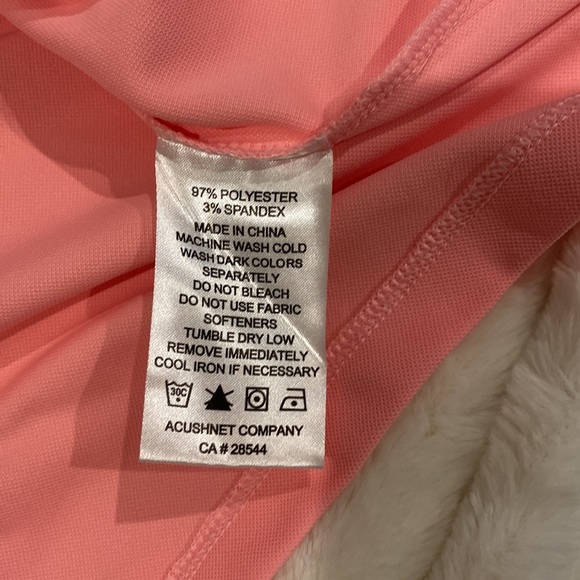 97% POLYESTER
3% SPANDEX
MADE IN CHINA
MACHINE WASH COLD
WASH DARK COLORS
SEPARATELY
DO NOT BLEACH
DO NOT USE FABRIC
SOFTENERS
TUMBLE DRY LOW
REMOVE IMMEDIATELY
COOL IRON IF NECESSARY
30C
ACUSHNET COMPANY
CA # 28544